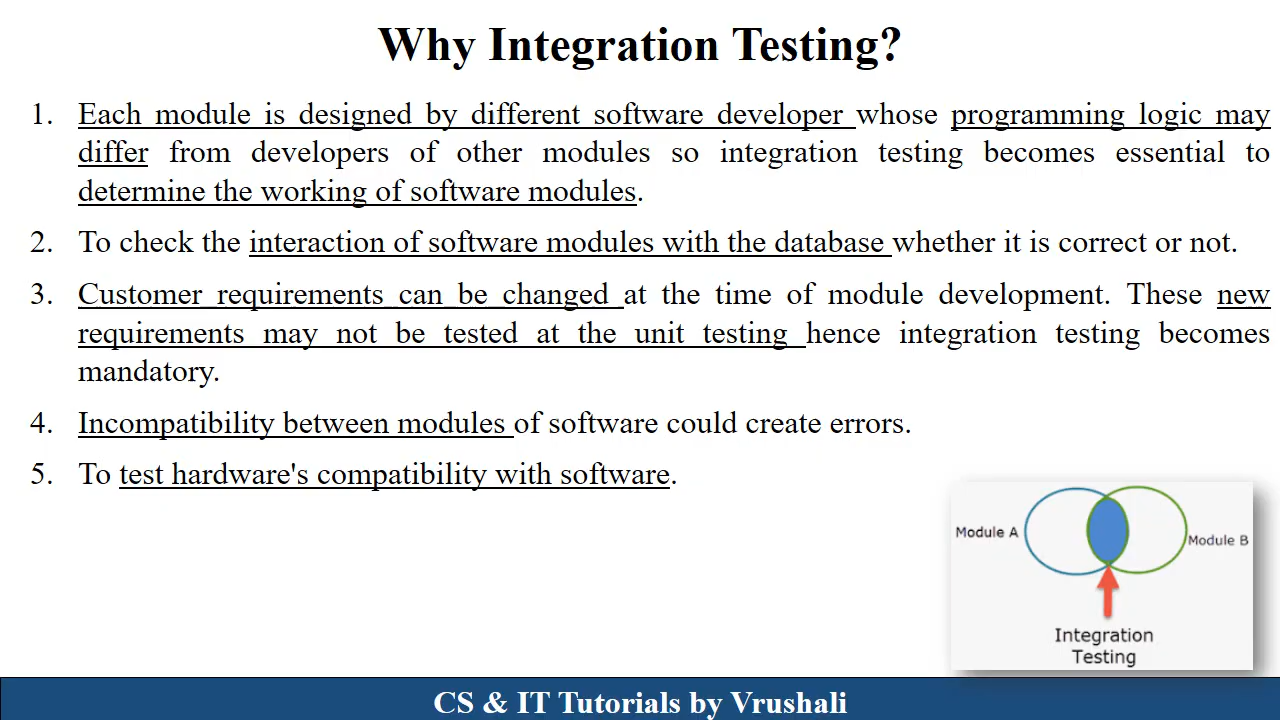 Why Integration Testing?
1. Each module is designed by different software developer whose programming logic may
differ from developers of other modules so integration testing becomes essential to
determine the working of software modules.
2. To check the interaction of software modules with the database whether it is correct or not.
3. Customer requirements can be changed at the time of module development. These new
requirements may not be tested at the unit testing hence integration testing becomes
mandatory.
4. Incompatibility between modules of software could create errors.
5. To test hardware's compatibility with software.
Module A
Module B
Integration
Testing
CS & IT Tutorials by Vrushali